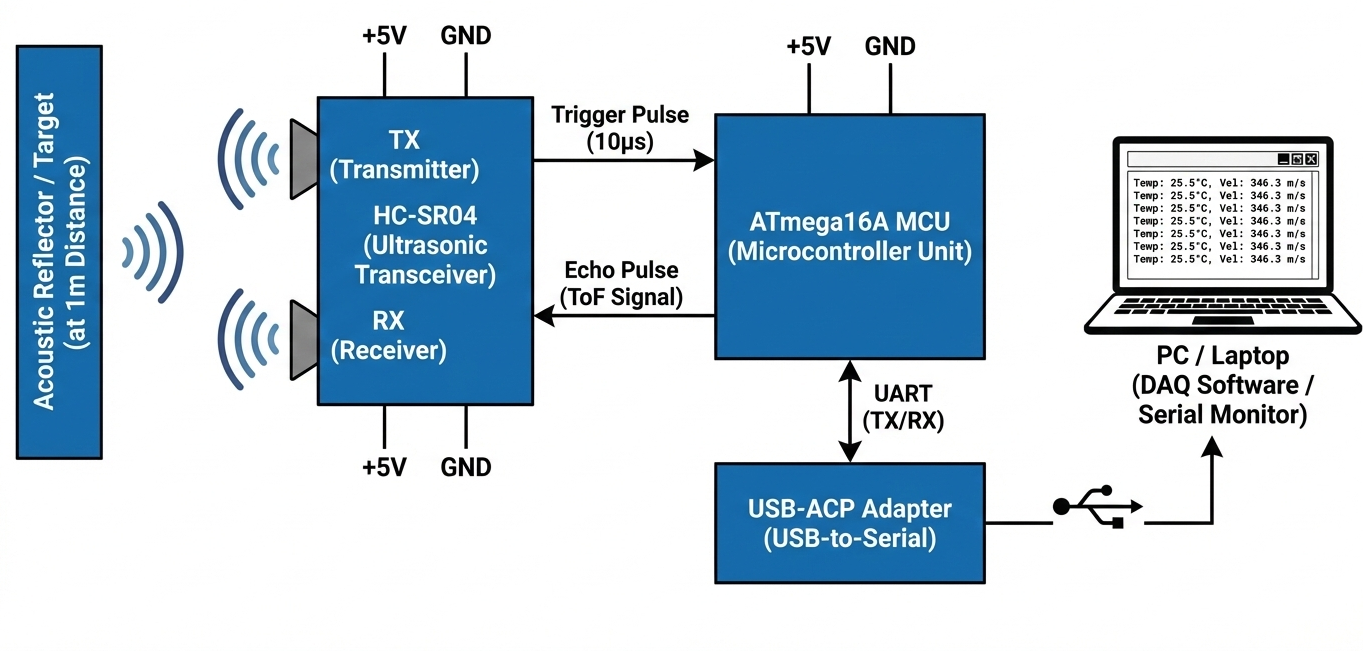 Acoustic Reflector / Target
(at 1m Distance)
+5V
GND
TX
(Transmitter)
HC-SR04
(Ultrasonic
Transceiver)
RX
(Receiver)
+5V
GND
Trigger Pulse
(10µs)
Echo Pulse
(ToF Signal)
+5V
GND
ATmega16A MCU
(Microcontroller Unit)
UART
(TX/RX)
USB-ACP Adapter
(USB-to-Serial)
Temp: 25.5°C, Vel: 346.3 m/s
Temp: 25.5°C, Vel: 346.3 m/s
Temp: 25.5°C, Vel: 346.3 m/s
Temp: 25.5°C, Vel: 346.3 m/s
Temp: 25.5°C, Vel: 346.3 m/s
Temp: 25.5°C, Vel: 346.3 m/s
Temp: 25.5°C, Vel: 346.3 m/s
PC / Laptop
(DAQ Software /
Serial Monitor)